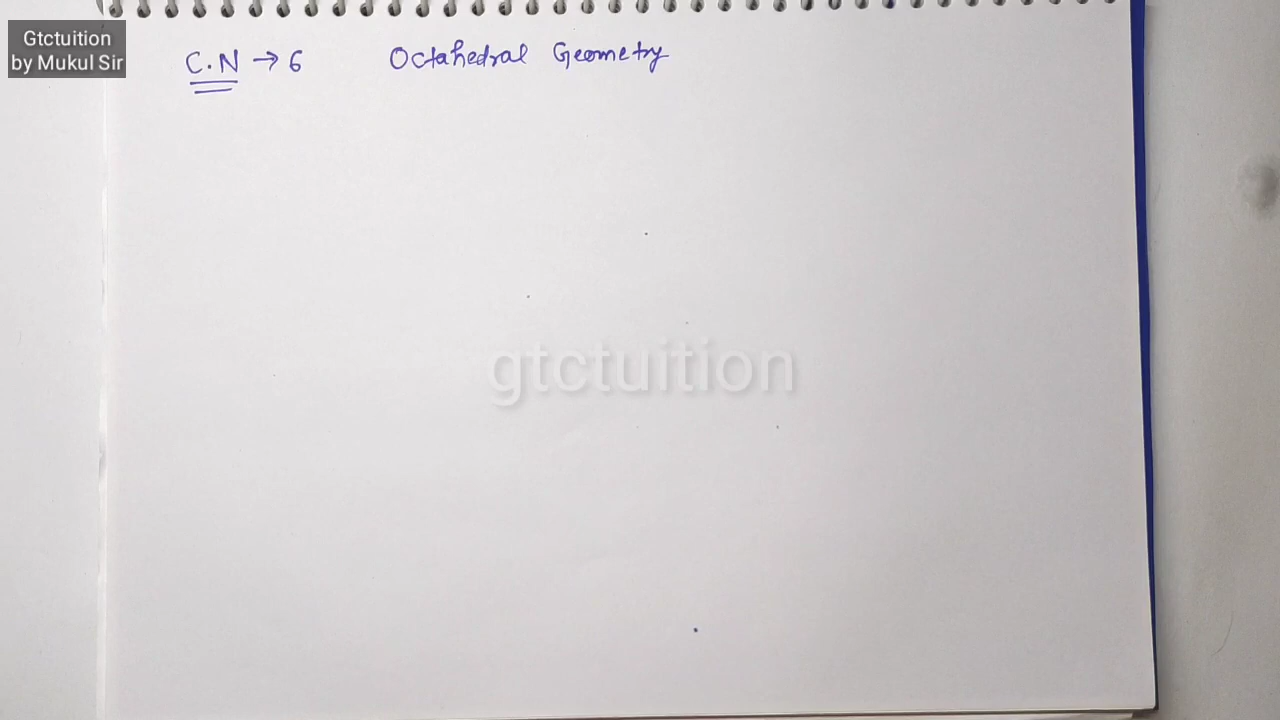 Gtctuition
by Mukul Sir
C.N → 6 Octahedral Geometry
gtctuition